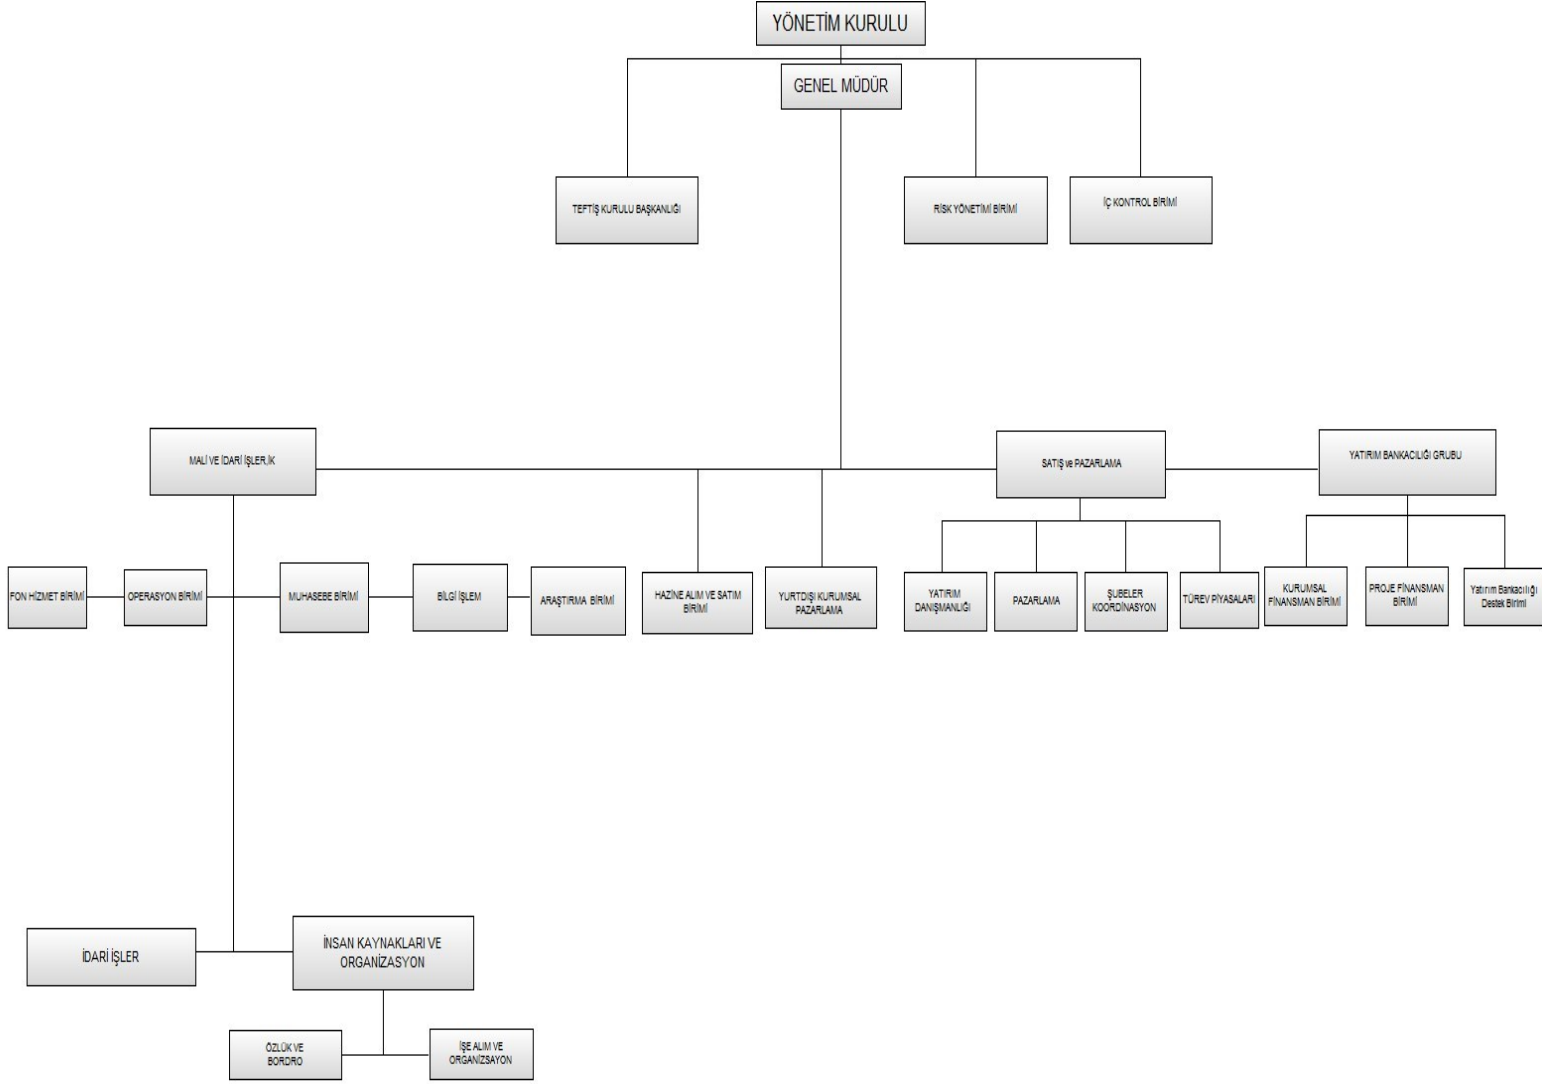 YÖNETİM KURULU
GENEL MÜDÜR
TEFTİŞ KURULU BAŞKANLIĞI
RİSK YÖNETİMİ BİRİMİ
İÇ KONTROL BİRİMİ
MALİ VE İDARİ İŞLER,İK
SATIŞ ve PAZARLAMA
YATIRIM BANKACILIĞI GRUBU
FON HİZMET BİRİMİ
OPERASYON BİRİMİ
MUHASEBE BİRİMİ
BİLGİ İŞLEM
ARAŞTIRMA BİRİMİ
HAZİNE ALIM VE SATIM
BİRİMİ
YURTDIŞI KURUMSAL
PAZARLAMA
YATIRIM
DANIŞMANLIĞI
PAZARLAMA
ŞUBELER
KOORDİNASYON
TÜREV PİYASALARI
KURUMSAL
FİNANSMAN BİRİMİ
PROJE FİNANSMAN
BİRİMİ
Yatırım Bankacılığı
Destek Birimi
İDARİ İŞLER
İNSAN KAYNAKLARI VE
ORGANİZASYON
ÖZLÜK VE
BORDRO
İŞE ALIM VE
ORGANİZSAYON